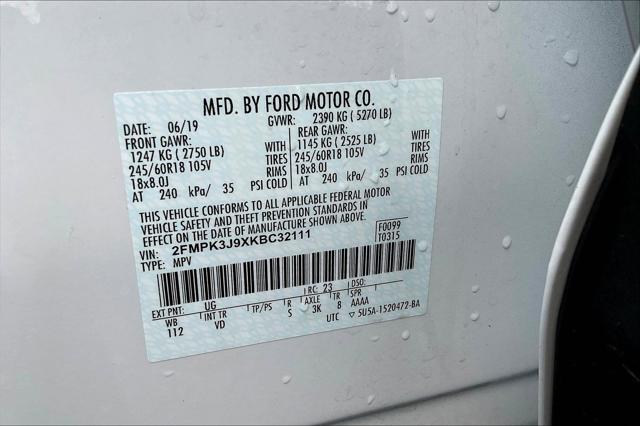 MFD. BY FORD MOTOR CO.
DATE: 06/19 GVWR: 2390 KG ( 5270 LB)
FRONT GAWR: REAR GAWR:
1247 KG ( 2750 LB) WITH 1145 KG ( 2525 LB) WITH
245/60R18 105V TIRES 245/60R18 105V TIRES
18x8.0J RIMS 18x8.0J RIMS
AT 240 kPa/ 35 PSI COLD AT 240 kPa/ 35 PSI COLD
THIS VEHICLE CONFORMS TO ALL APPLICABLE FEDERAL MOTOR
VEHICLE SAFETY AND THEFT PREVENTION STANDARDS IN
EFFECT ON THE DATE OF MANUFACTURE SHOWN ABOVE.
VIN: 2FMPK3J9XKBC32111 F0099
TYPE: MPV T0315
EXT PNT: UG RC: 23 DSO:
WB INT TR TP/PS R AXLE TR SPR
112 VD S 3K 8 AAAA
UTC ▽ 5U5A-1520472-BA